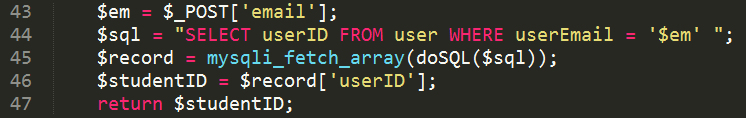 43 $em = $_POST['email'];
44 $sql = "SELECT userID FROM user WHERE userEmail = '$em' ";
45 $record = mysqli_fetch_array(doSQL($sql));
46 $studentID = $record['userID'];
47 return $studentID;